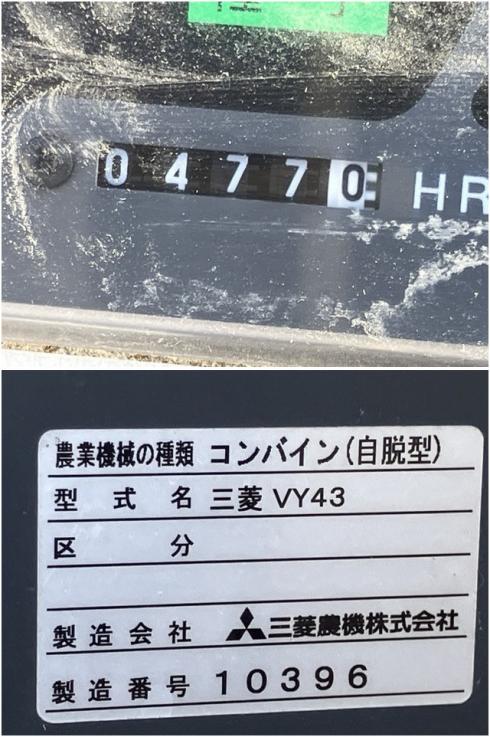 04770 HR
農業機械の種類 コンバイン(自脱型)
型式名 三菱 VY43
区分
製造会社 三菱農機株式会社
製造番号 10396